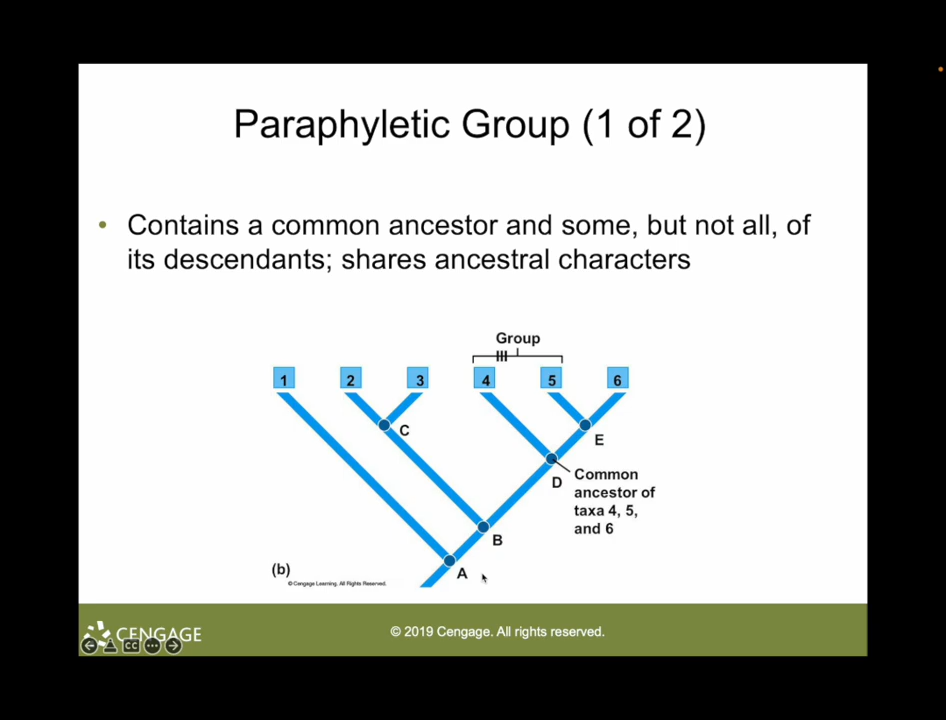 Paraphyletic Group (1 of 2)
• Contains a common ancestor and some, but not all, of
its descendants; shares ancestral characters
Group
1 2 3 4 5 6
C
E
D
Common
ancestor of
taxa 4, 5,
and 6
B
A
(b)
© Cengage Learning. All Rights Reserved.
CENGAGE
© 2019 Cengage. All rights reserved.
CC